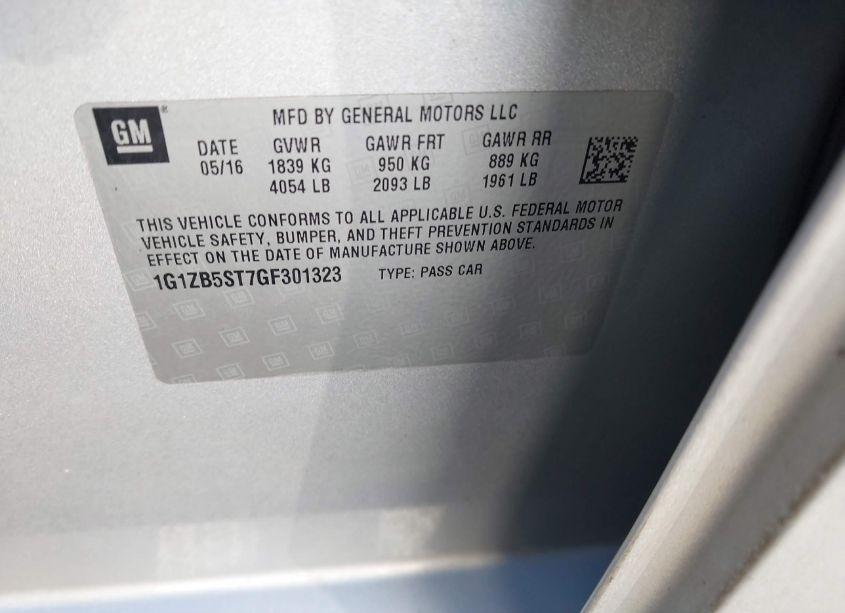 GM
MFD BY GENERAL MOTORS LLC
DATE GVWR GAWR FRT GAWR RR
05/16 1839 KG 950 KG 889 KG
4054 LB 2093 LB 1961 LB
THIS VEHICLE CONFORMS TO ALL APPLICABLE U.S. FEDERAL MOTOR
VEHICLE SAFETY, BUMPER, AND THEFT PREVENTION STANDARDS IN
EFFECT ON THE DATE OF MANUFACTURE SHOWN ABOVE.
1G1ZB5ST7GF301323 TYPE: PASS CAR